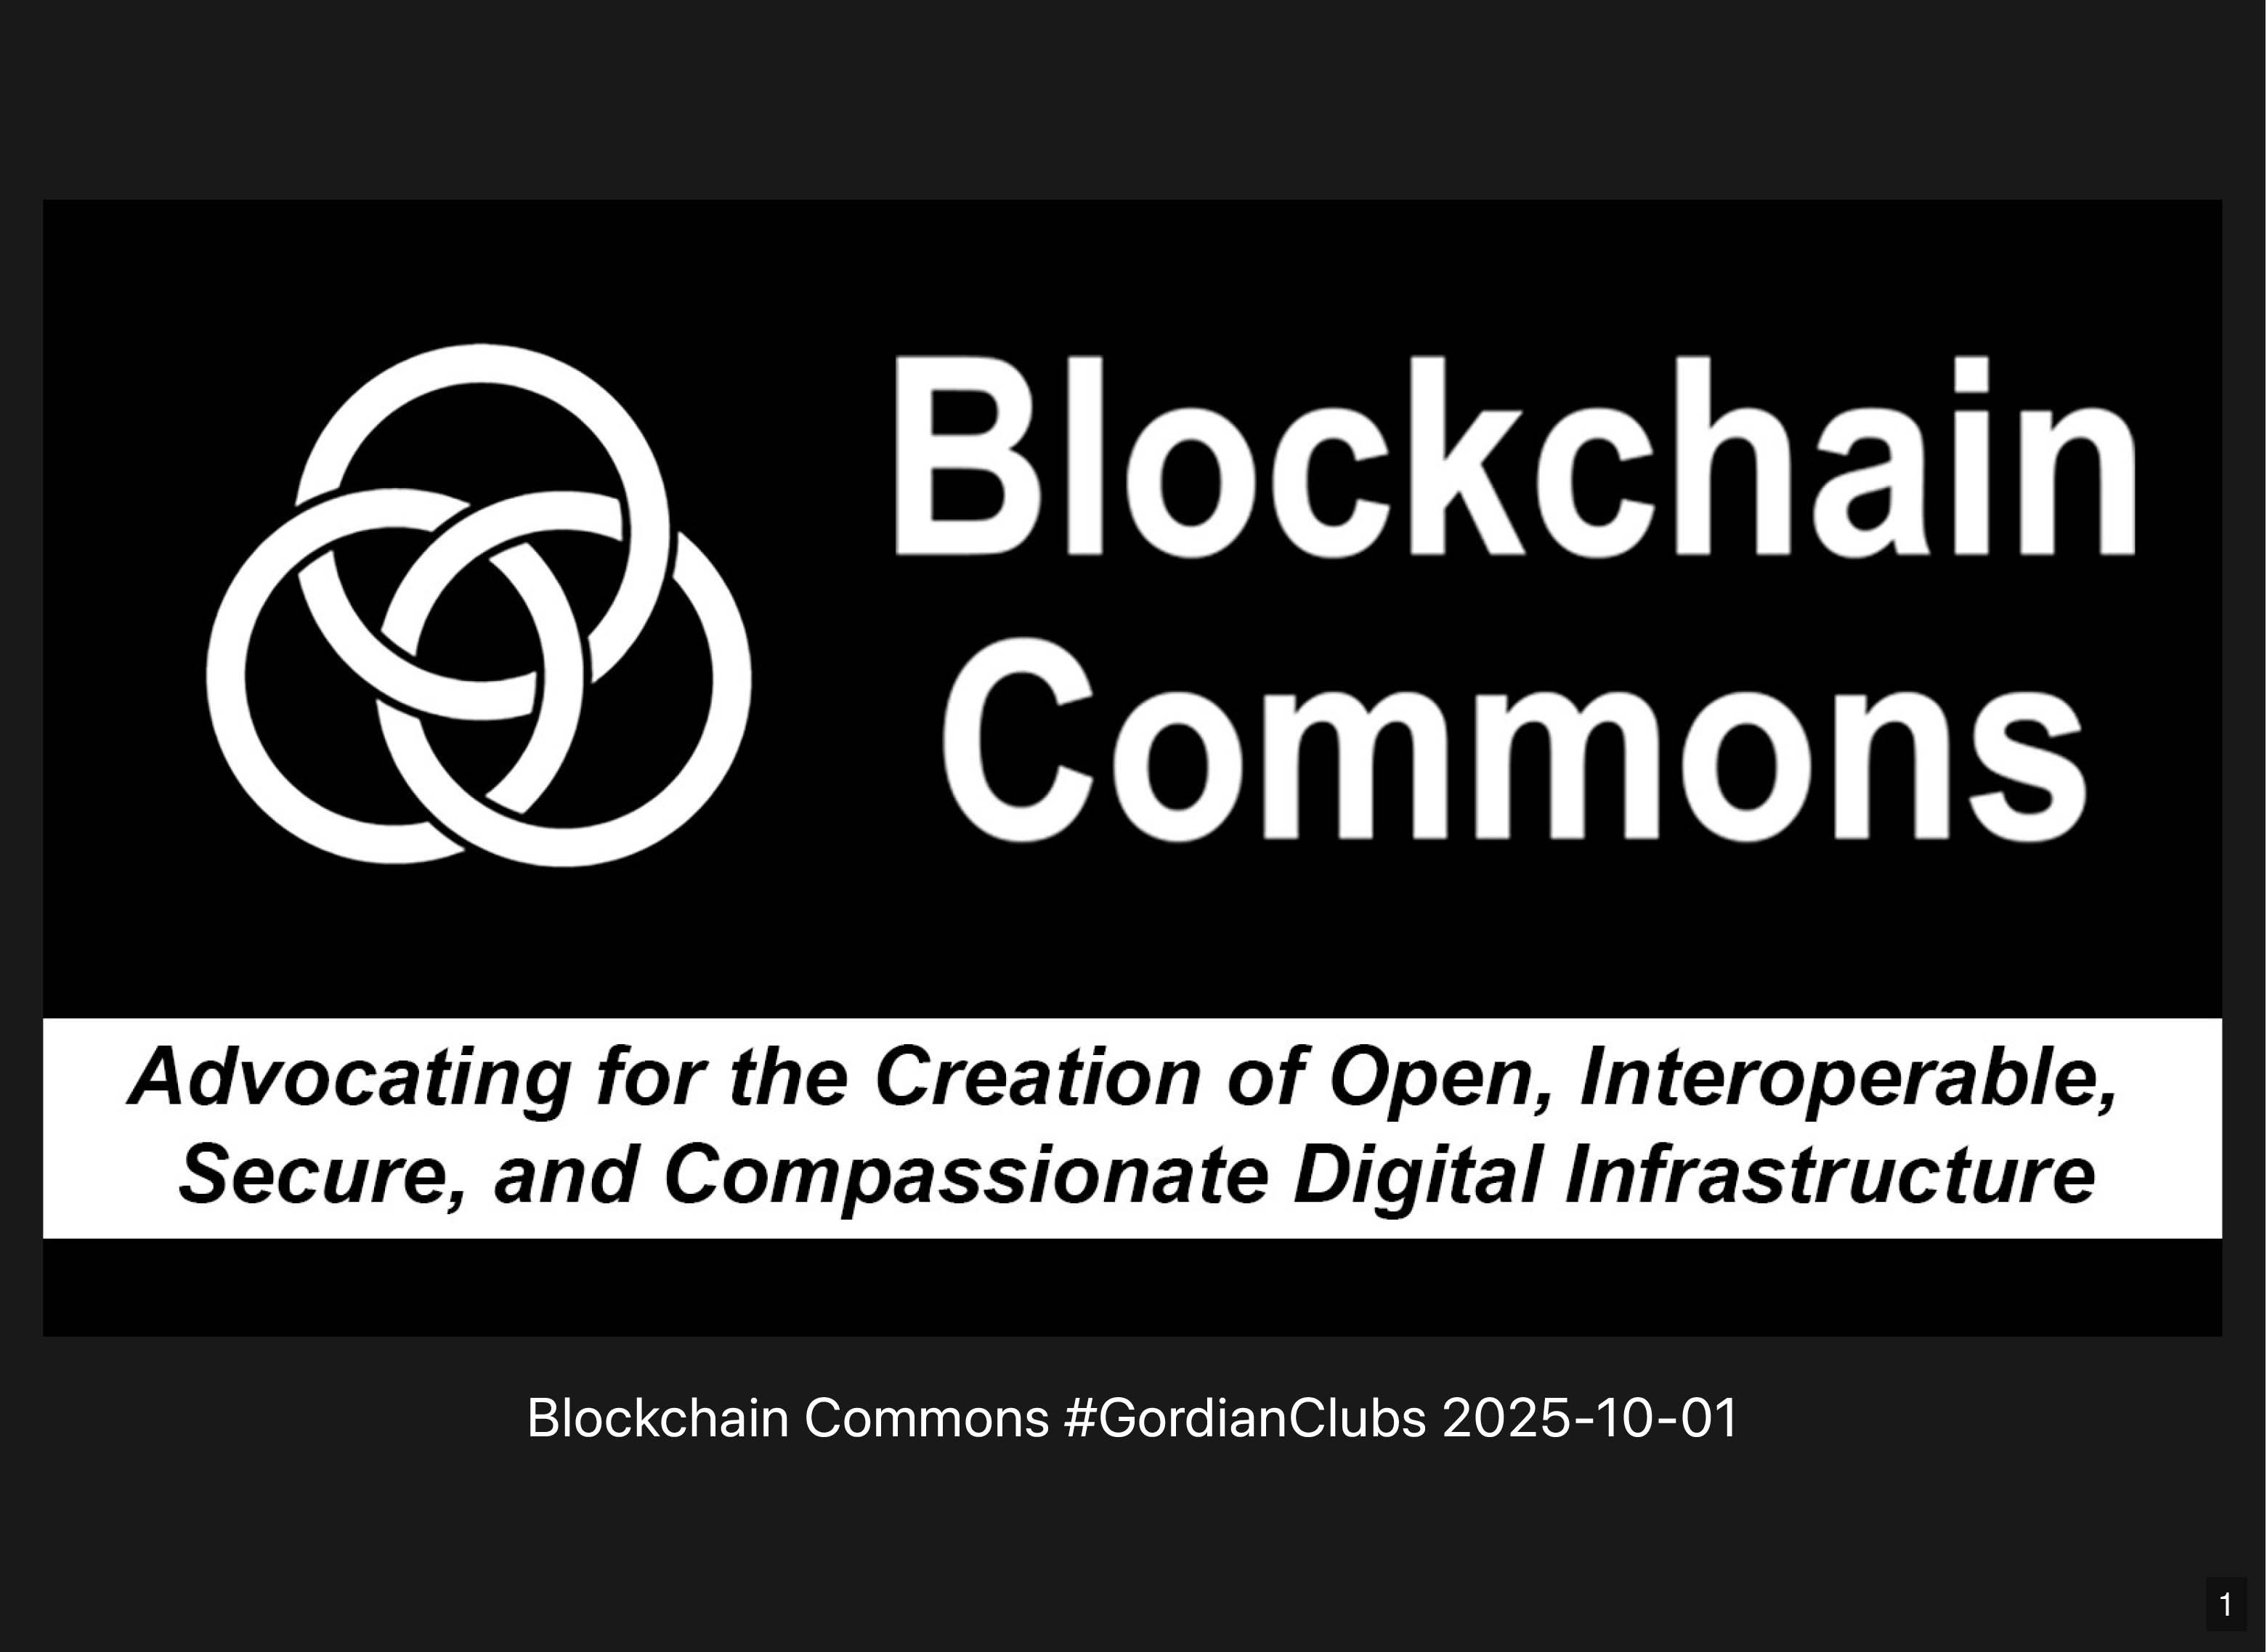 Blockchain
Commons
Advocating for the Creation of Open, Interoperable,
Secure, and Compassionate Digital Infrastructure
Blockchain Commons #GordianClubs 2025-10-01
1